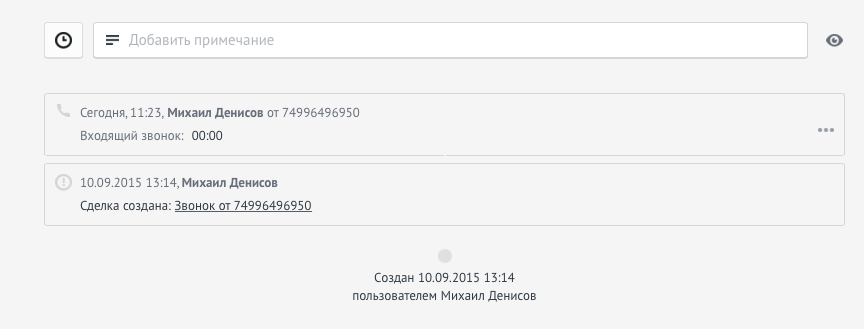 Добавить примечание
Сегодня, 11:23, Михаил Денисов от 74996496950
Входящий звонок: 00:00
10.09.2015 13:14, Михаил Денисов
Сделка создана: Звонок от 74996496950
Создан 10.09.2015 13:14
пользователем Михаил Денисов